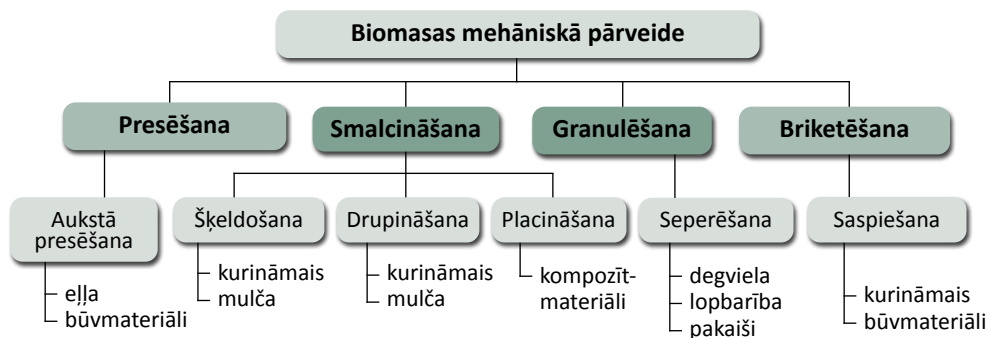 Biomasas mehāniskā pārveide
Presēšana
Smalcināšana
Granulēšana
Briketēšana
Aukstā
presēšana
Šķeldošana
Drupināšana
Placināšana
Seperēšana
Saspiešana
eļļa
būvmateriāli
kurināmais
mulča
kurināmais
mulča
kompozīt-
materiāli
degviela
lopbarība
pakaiši
kurināmais
būvmateriāli